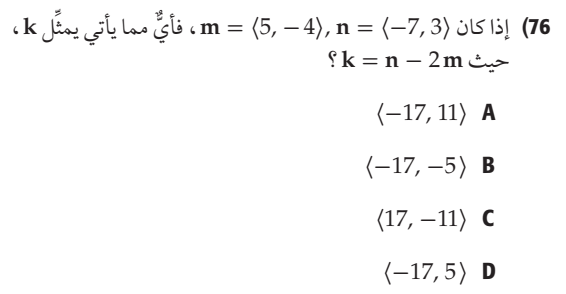 76) إذا كان m = ⟨5, −4⟩, n = ⟨−7, 3⟩ ، فأيٌّ مما يأتي يمثِّل k ،
حيث k = n − 2m ؟
⟨−17, 11⟩ A
⟨−17, −5⟩ B
⟨17, −11⟩ C
⟨−17, 5⟩ D